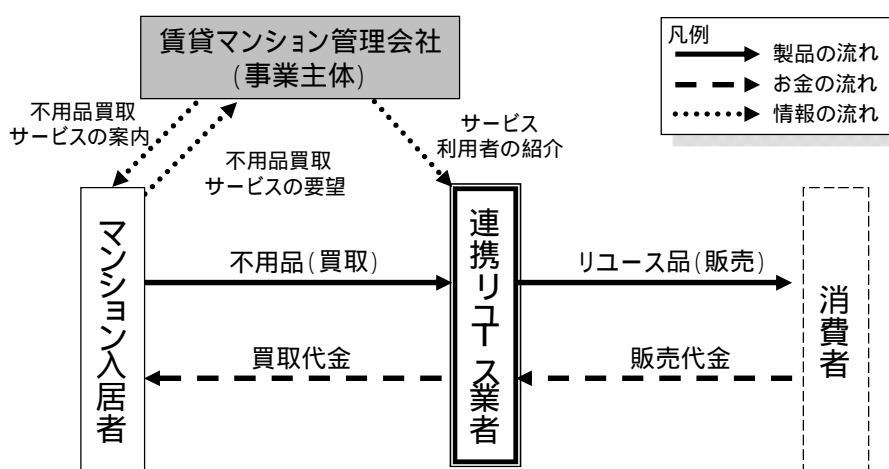 賃貸マンション管理会社
(事業主体)
凡例
製品の流れ
お金の流れ
情報の流れ
不用品買取
サービスの案内
不用品買取
サービスの要望
サービス
利用者の紹介
マンション入居者
不用品(買取)
買取代金
連携リユース業者
リユース品(販売)
販売代金
消費者